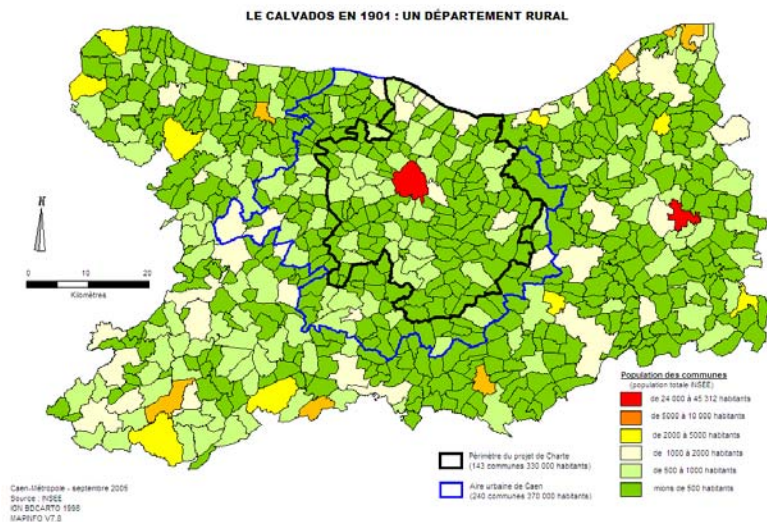 LE CALVADOS EN 1901 : UN DÉPARTEMENT RURAL
N
0 10 20
Kilomètres
Population des communes
(population totale INSEE)
de 24 000 à 45 312 habitants
de 5000 à 10 000 habitants
de 2000 à 5000 habitants
de 1000 à 2000 habitants
de 500 à 1000 habitants
moins de 500 habitants
Périmètre du projet de Charte
(143 communes 330 000 habitants)
Aire urbaine de Caen
(240 communes 370 000 habitants)
Caen-Métropole - septembre 2005
Source : INSEE
IGN BDCARTO 1998
MAPINFO V7.8